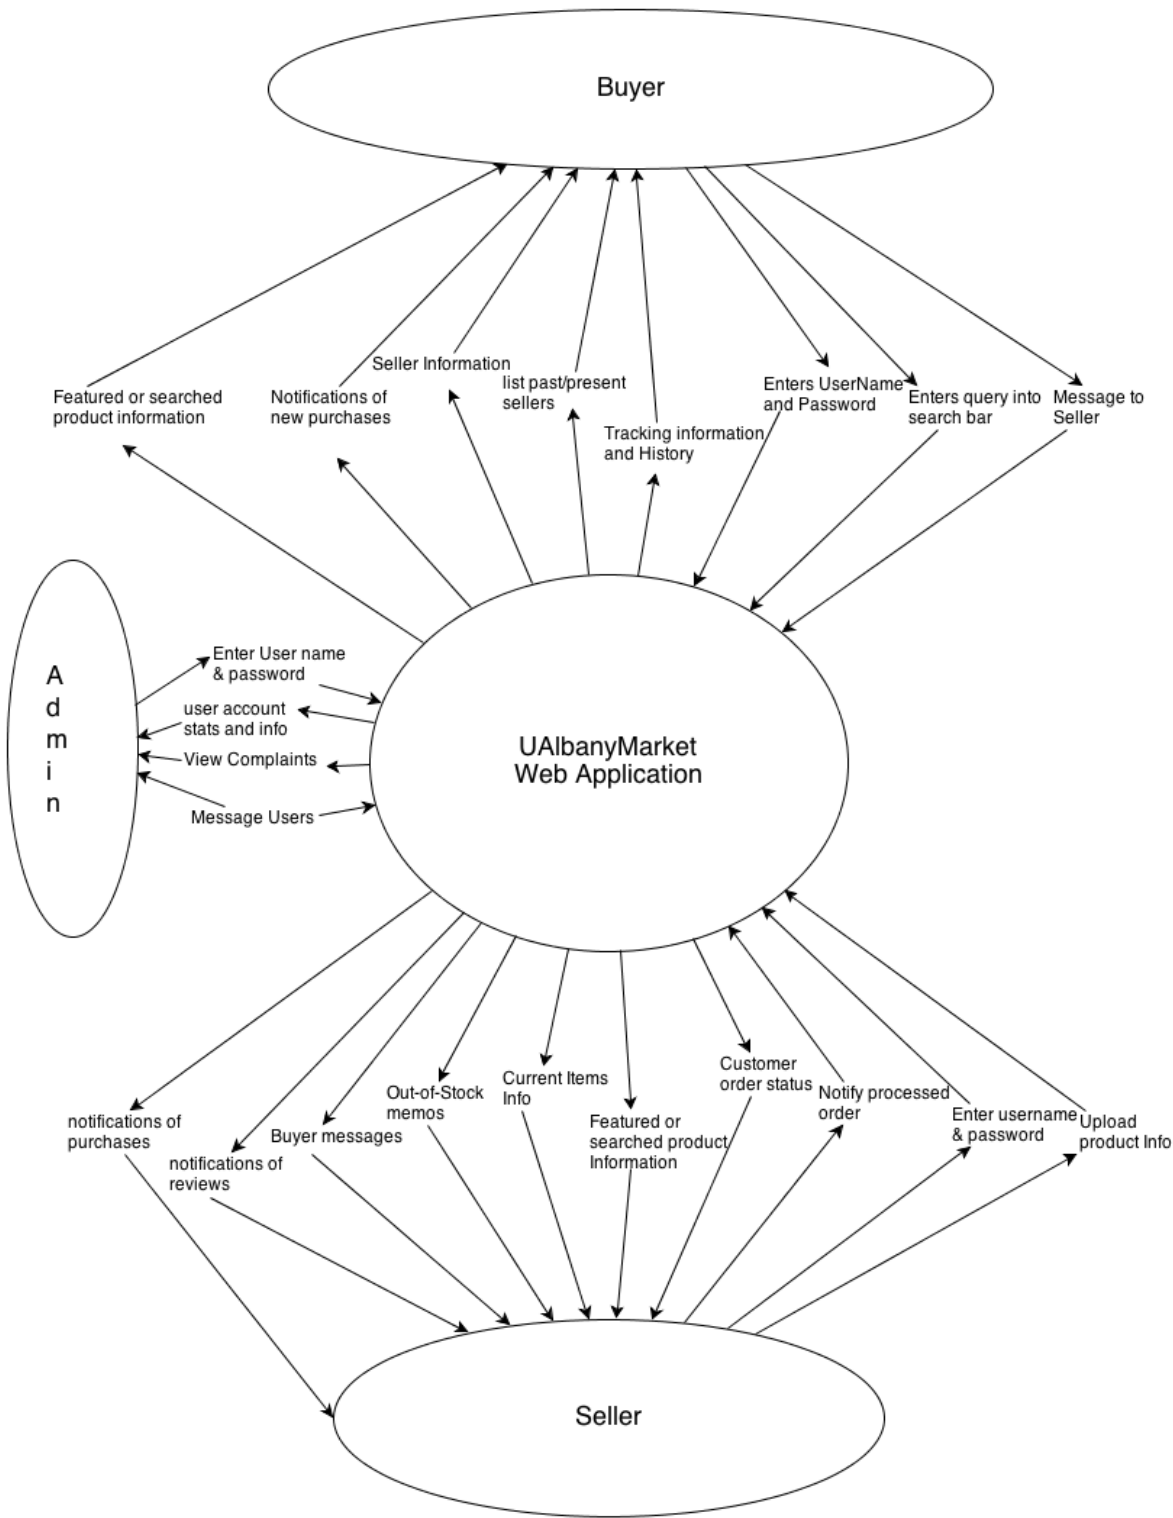 Buyer
Seller Information
list past/present
sellers
Enters UserName
and Password
Featured or searched
product information
Notifications of
new purchases
Enters query into
search bar
Message to
Seller
Tracking information
and History
Enter User name
& password
user account
stats and info
View Complaints
Message Users
A
d
m
i
n
UAlbanyMarket
Web Application
Customer
order status
Current Items
Info
Out-of-Stock
memos
Notify processed
order
notifications of
purchases
Buyer messages
Featured or
searched product
Information
Enter username
& password
Upload
product Info
notifications of
reviews
Seller